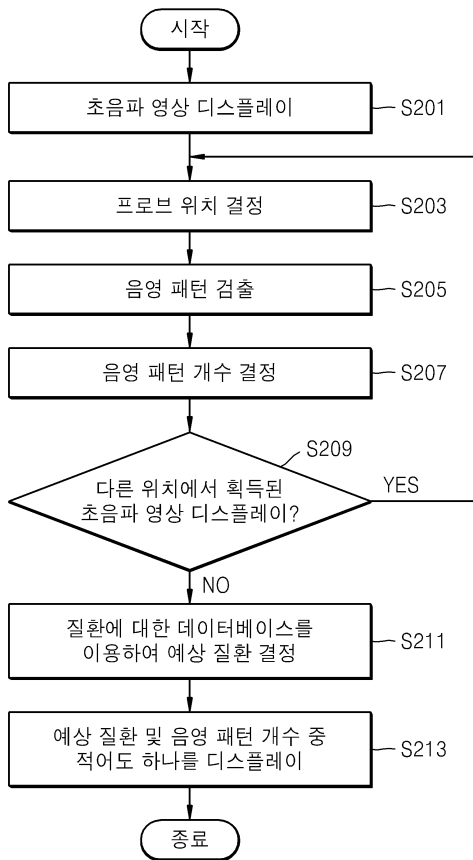 시작
초음파 영상 디스플레이
S201
프로브 위치 결정
S203
음영 패턴 검출
S205
음영 패턴 개수 결정
S207
S209
다른 위치에서 획득된
초음파 영상 디스플레이?
YES
NO
질환에 대한 데이터베이스를
이용하여 예상 질환 결정
S211
예상 질환 및 음영 패턴 개수 중
적어도 하나를 디스플레이
S213
종료